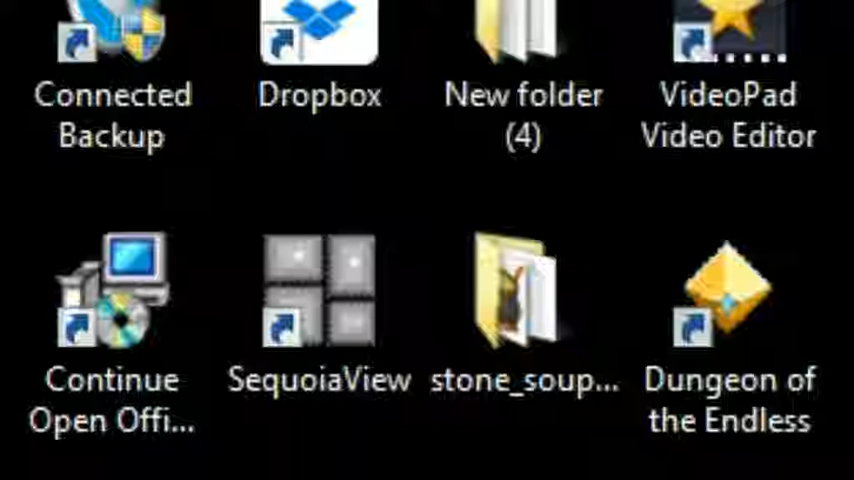 Connected
Backup
Dropbox
New folder
(4)
VideoPad
Video Editor
Continue
Open Offi...
SequoiaView
stone_soup...
Dungeon of
the Endless